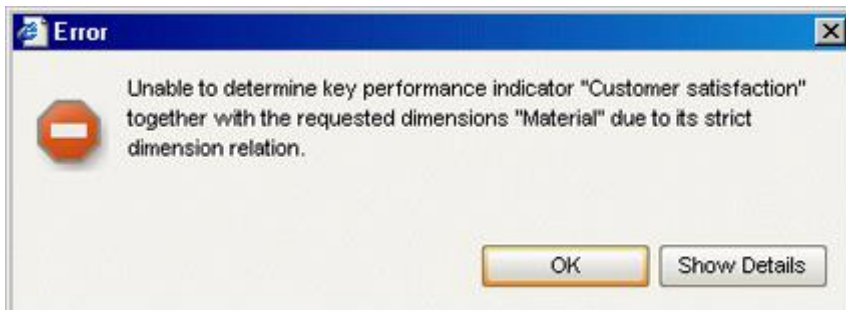 Error
Unable to determine key performance indicator "Customer satisfaction"
together with the requested dimensions "Material" due to its strict
dimension relation.
OK
Show Details